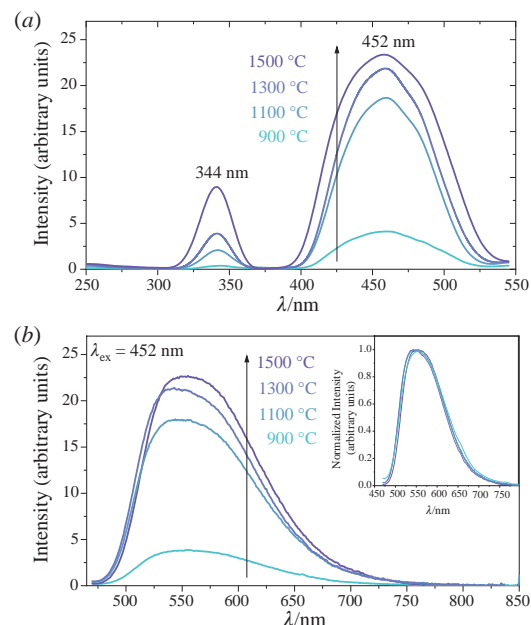 (a)
25
20
15
10
5
0
Intensity (arbitrary units)
1500 °C
1300 °C
1100 °C
900 °C
344 nm
452 nm
250 300 350 400 450 500 550
λ/nm
(b)
λex = 452 nm
25
20
15
10
5
0
Intensity (arbitrary units)
1500 °C
1300 °C
1100 °C
900 °C
500 550 600 650 700 750 800 850
λ/nm
1.0
0.8
0.6
0.4
0.2
0.0
Normalized Intensity
(arbitrary units)
450 500 550 600 650 700 750
λ/nm